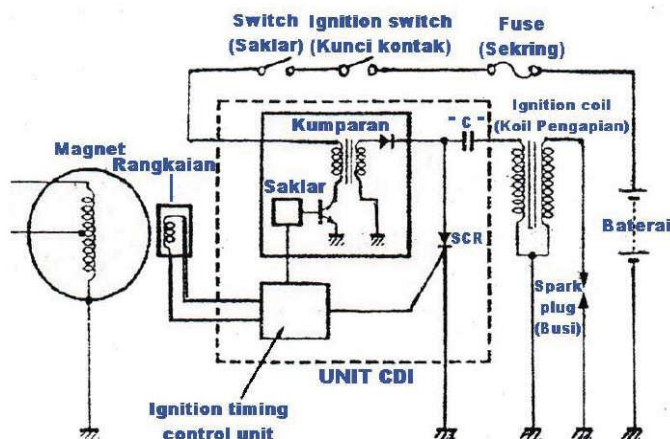 Switch
(Saklar)
Ignition switch
(Kunci kontak)
Fuse
(Sekring)
Magnet
Rangkaian
Kumparan
"C"
Ignition coil
(Koil Pengapian)
Saklar
SCR
Baterai
Spark
plug
(Busi)
UNIT CDI
Ignition timing
control unit